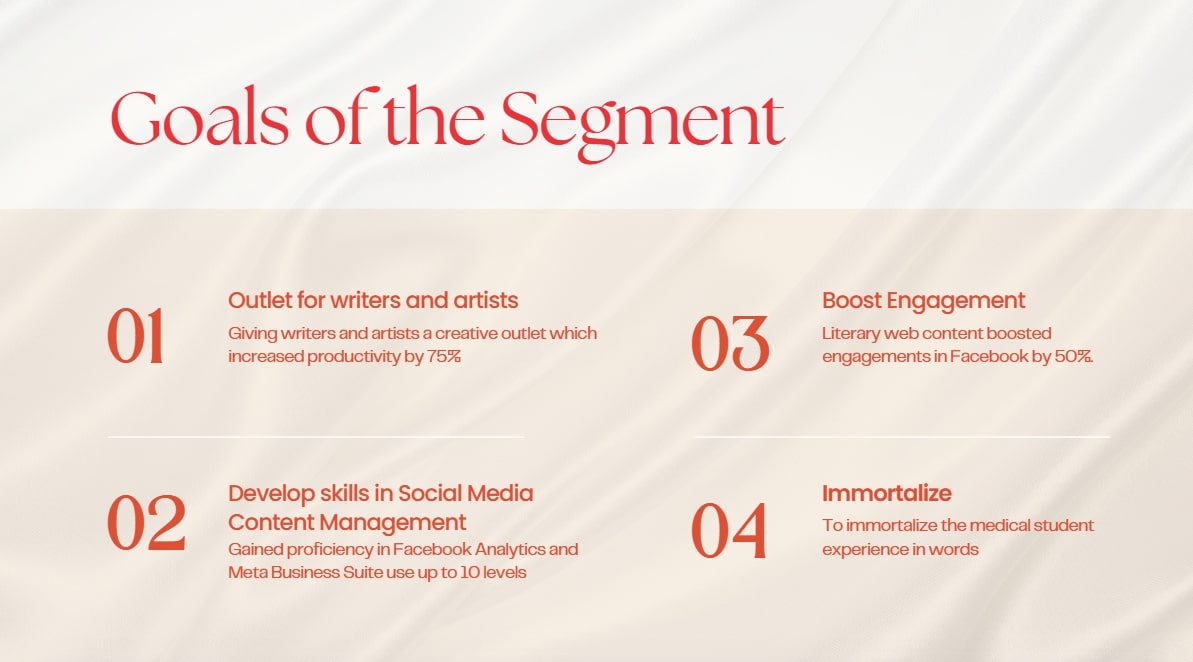 Goals of the Segment
01
Outlet for writers and artists
Giving writers and artists a creative outlet which
increased productivity by 75%
02
Develop skills in Social Media
Content Management
Gained proficiency in Facebook Analytics and
Meta Business Suite use up to 10 levels
03
Boost Engagement
Literary web content boosted
engagements in Facebook by 50%.
04
Immortalize
To immortalize the medical student
experience in words